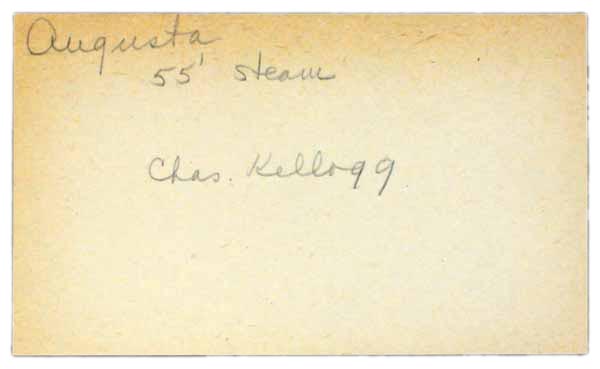 Augusta
55' steam
Chas. Kellogg